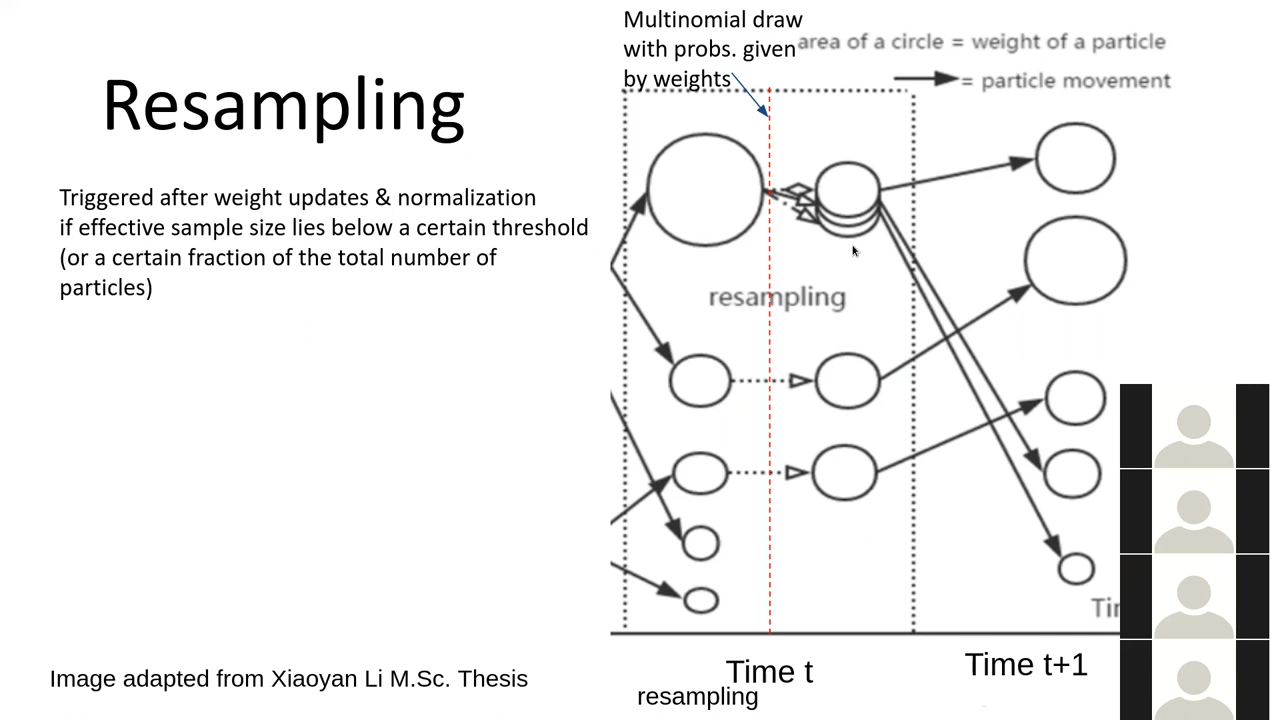 Resampling
Triggered after weight updates & normalization
if effective sample size lies below a certain threshold
(or a certain fraction of the total number of
particles)
Multinomial draw
with probs. given
by weights
area of a circle = weight of a particle
= particle movement
resampling
Time t
Time t+1
resampling
Image adapted from Xiaoyan Li M.Sc. Thesis